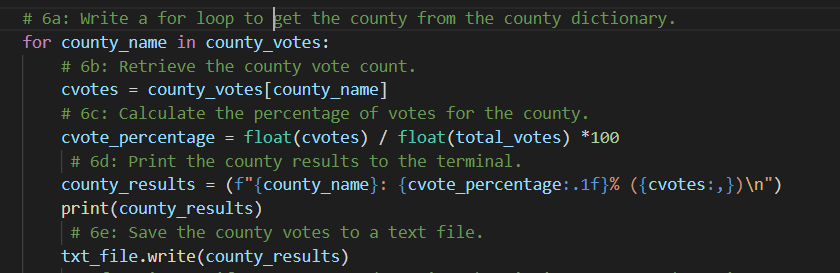 # 6a: Write a for loop to get the county from the county dictionary.
for county_name in county_votes:
# 6b: Retrieve the county vote count.
cvotes = county_votes[county_name]
# 6c: Calculate the percentage of votes for the county.
cvote_percentage = float(cvotes) / float(total_votes) *100
# 6d: Print the county results to the terminal.
county_results = (f"{county_name}: {cvote_percentage:.1f}% ({cvotes:,})\n")
print(county_results)
# 6e: Save the county votes to a text file.
txt_file.write(county_results)